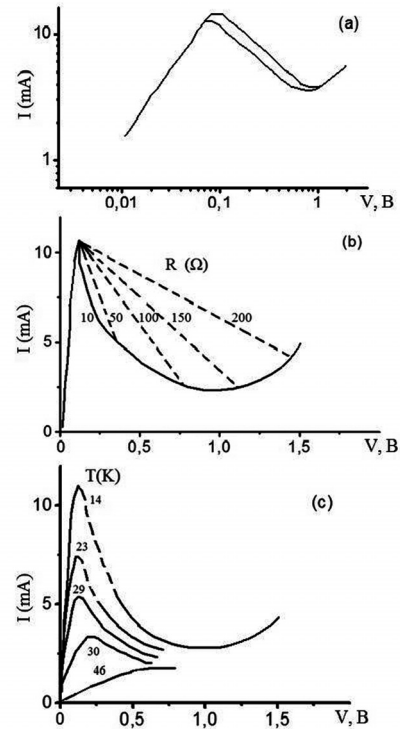 (a)
I (mA)
10
1
0,01 0,1 1 V, B
(b)
I (mA)
10
5
0
R (Ω)
10 50 100 150 200
0 0,5 1,0 1,5
V, B
(c)
I (mA)
10
5
0
T(K)
14
23
29
30
46
0 0,5 1,0 1,5
V, B